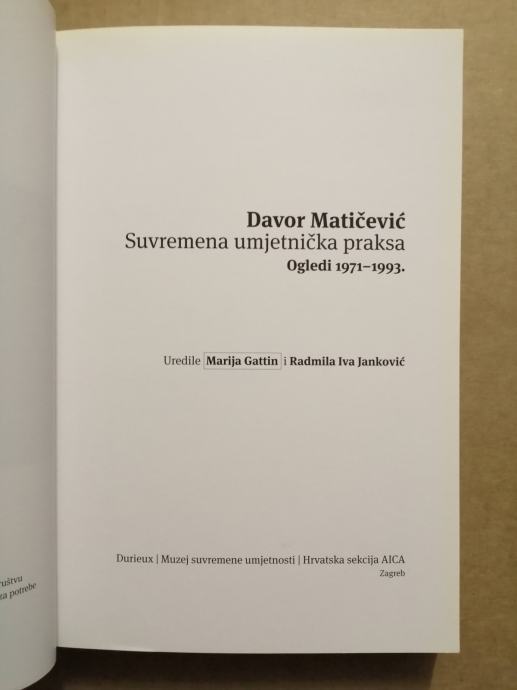 Davor Matičević
Suvremena umjetnička praksa
Ogledi 1971–1993.
Uredile Marija Gattin i Radmila Iva Janković
Durieux | Muzej suvremene umjetnosti | Hrvatska sekcija AICA
Zagreb
potrebe